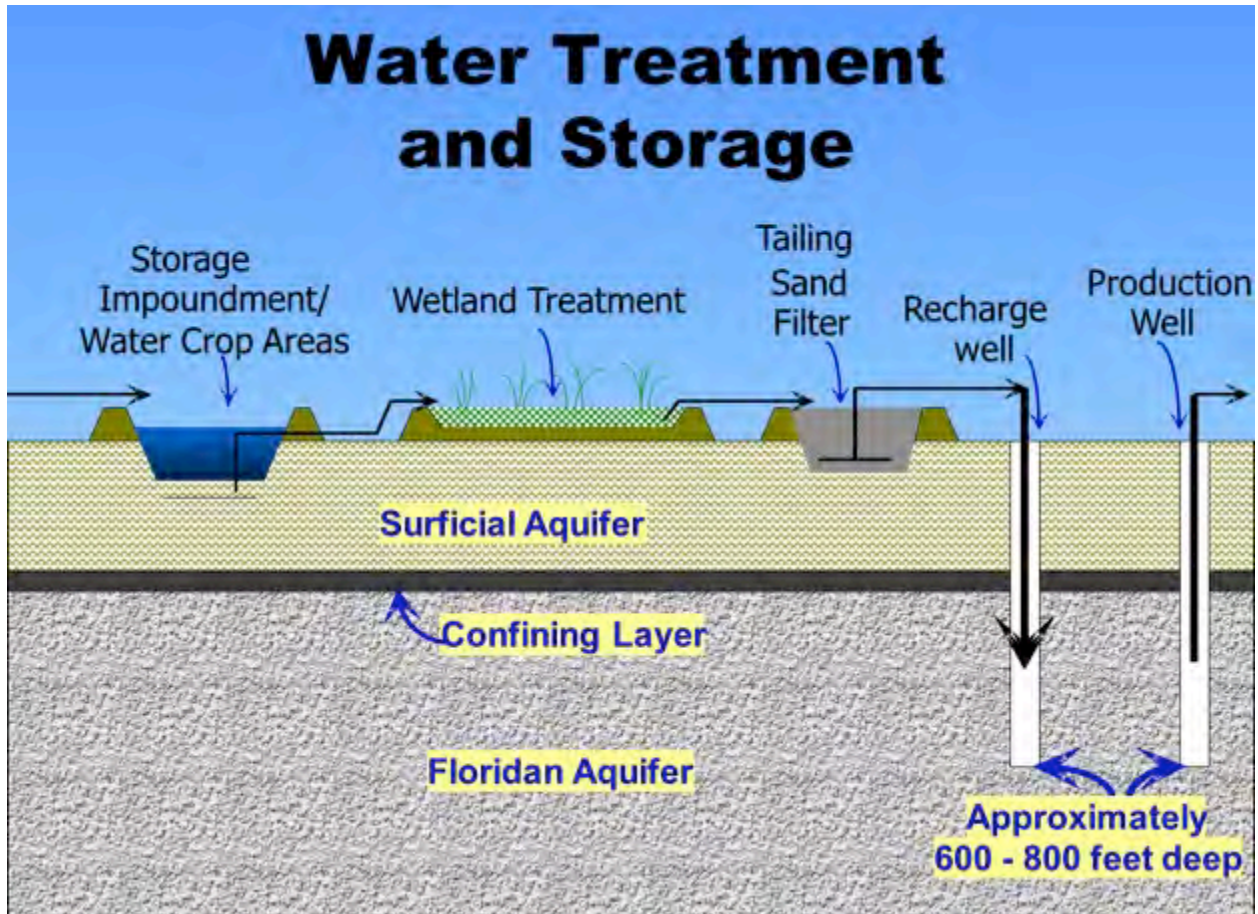 Water Treatment
and Storage
Storage
Impoundment/
Water Crop Areas
Wetland Treatment
Tailing
Sand
Filter
Recharge
well
Production
Well
Surficial Aquifer
Confining Layer
Floridan Aquifer
Approximately
600 - 800 feet deep